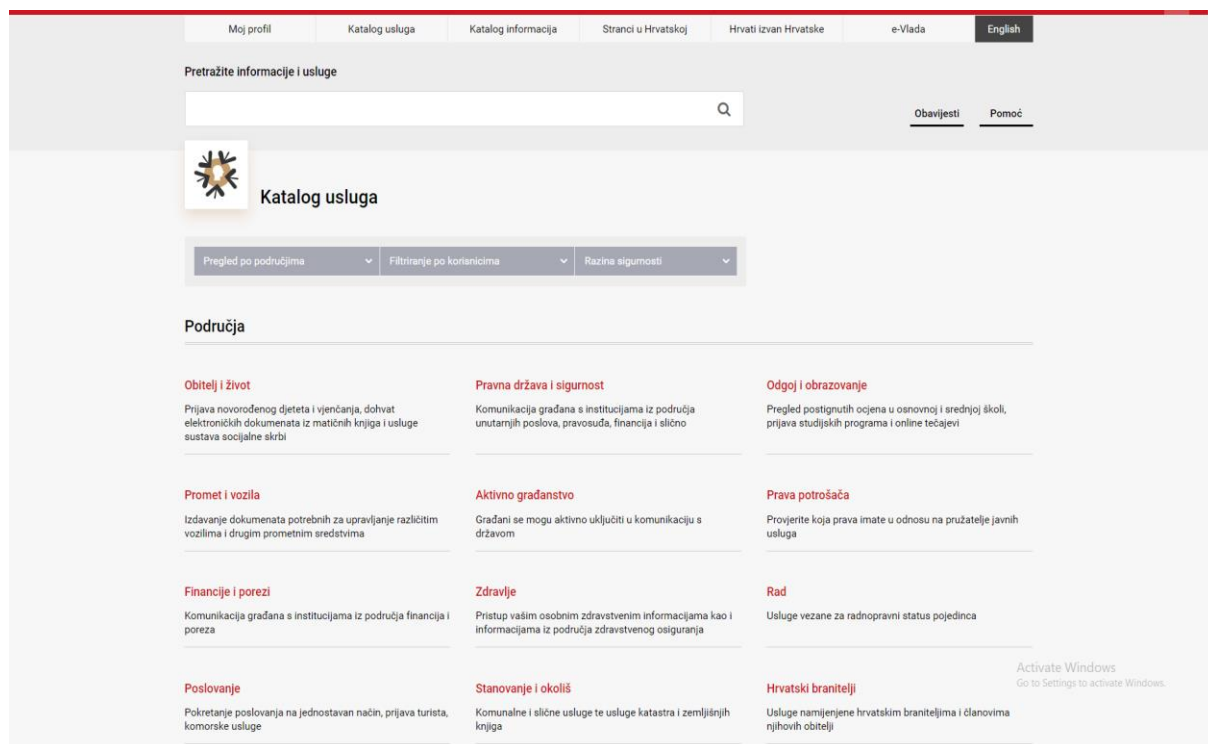 Moj profil
Katalog usluga
Katalog informacija
Stranci u Hrvatskoj
Hrvati izvan Hrvatske
e-Vlada
English
Pretražite informacije i usluge
Obavijesti
Pomoć
Katalog usluga
Pregled po područjima
Filtriranje po korisnicima
Razina sigurnosti
Područja
Obitelj i život
Prijava novorođenog djeteta i vjenčanja, dohvat
elektroničkih dokumenata iz matičnih knjiga i usluge
sustava socijalne skrbi
Pravna država i sigurnost
Komunikacija građana s institucijama iz područja
unutarnjih poslova, pravosuđa, financija i slično
Odgoj i obrazovanje
Pregled postignutih ocjena u osnovnoj i srednjoj školi,
prijava studijskih programa i online tečajevi
Promet i vozila
Izdavanje dokumenata potrebnih za upravljanje različitim
vozilima i drugim prometnim sredstvima
Aktivno građanstvo
Građani se mogu aktivno uključiti u komunikaciju s
državom
Prava potrošača
Provjerite koja prava imate u odnosu na pružatelje javnih
usluga
Financije i porezi
Komunikacija građana s institucijama iz područja financija i
poreza
Zdravlje
Pristup vašim osobnim zdravstvenim informacijama kao i
informacijama iz područja zdravstvenog osiguranja
Rad
Usluge vezane za radnopravni status pojedinca
Poslovanje
Pokretanje poslovanja na jednostavan način, prijava turista,
komorske usluge
Stanovanje i okoliš
Komunalne i slične usluge te usluge katastra i zemljišnjih
knjiga
Hrvatski branitelji
Usluge namijenjene hrvatskim braniteljima i članovima
njihovih obitelji
Activate Windows
Go to Settings to activate Windows.